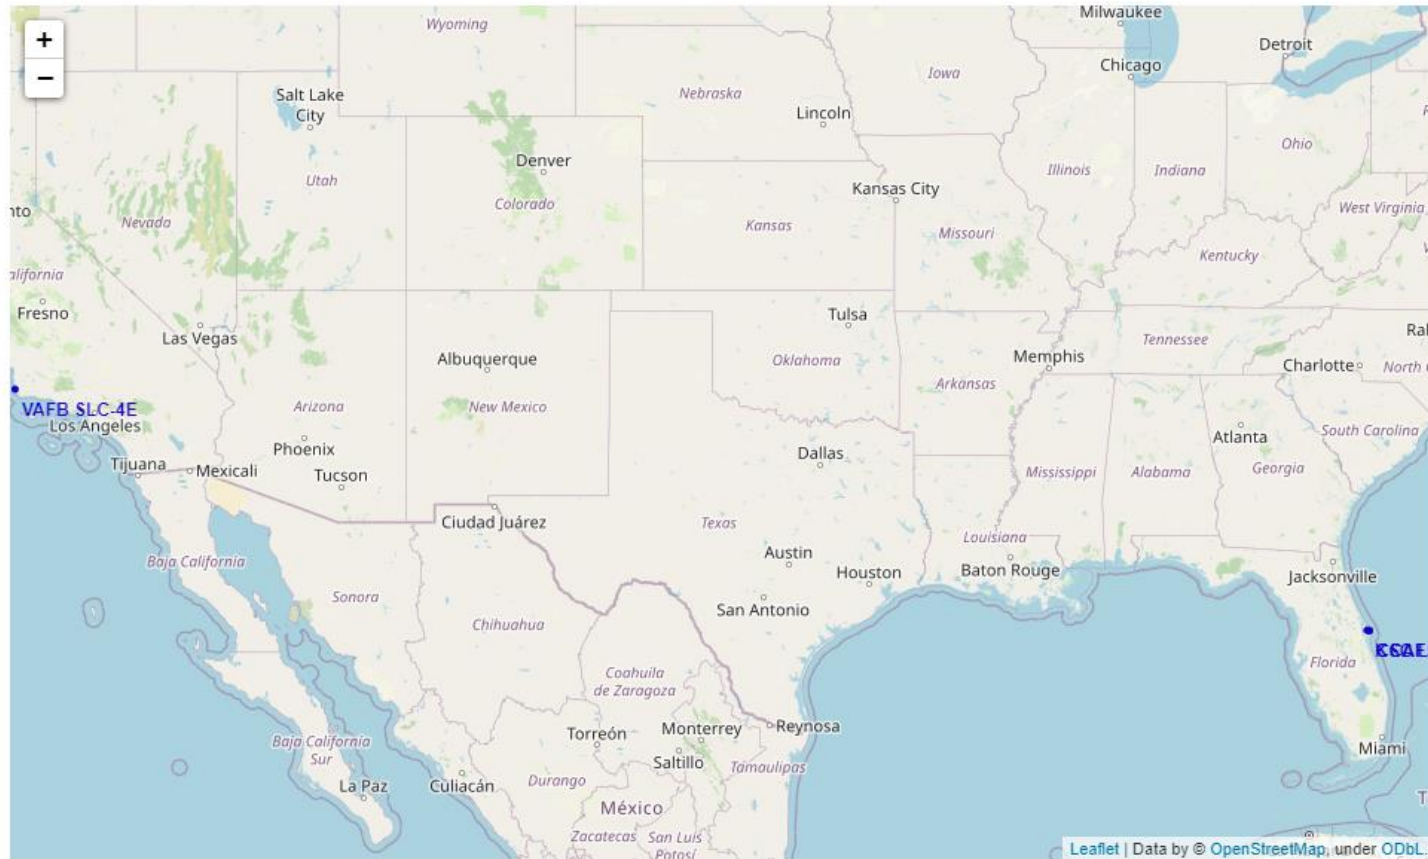 Milwaukee
Wyoming
+
Detroit
−
Chicago
Iowa
Salt Lake
City
Nebraska
Lincoln
Ohio
Denver
Illinois
Indiana
Utah
Kansas City
Colorado
West Virginia
nto
Nevada
Kansas
Missouri
Kentucky
alifornia
Fresno
Tulsa
Las Vegas
Ral
Tennessee
Albuquerque
Oklahoma
Memphis
Charlotte
North C
Arkansas
VAFB SLC-4E
Arizona
New Mexico
Los Angeles
South Carolina
Atlanta
Phoenix
Dallas
Tijuana
Mexicali
Tucson
Mississippi
Alabama
Georgia
Ciudad Juárez
Texas
Louisiana
Austin
Baja California
Houston
Baton Rouge
Jacksonville
Sonora
San Antonio
Chihuahua
Florida
Coahuila
de Zaragoza
Torreón
Monterrey
Reynosa
Baja California
Sur
Miami
Saltillo
Tamaulipas
La Paz
Culiacán
Durango
México
Zacatecas
San Luis
Potosí
Leaflet | Data by © OpenStreetMap, under ODbL.